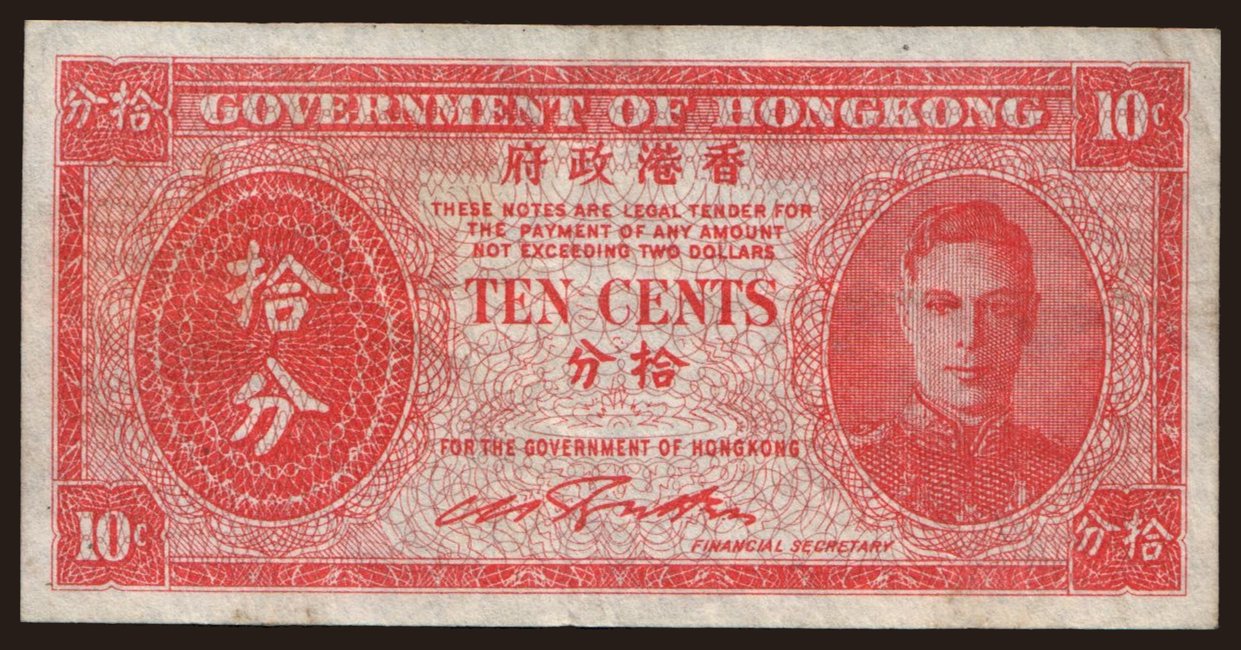 分拾
GOVERNMENT OF HONGKONG
10c
府政港香
THESE NOTES ARE LEGAL TENDER FOR
THE PAYMENT OF ANY AMOUNT
NOT EXCEEDING TWO DOLLARS
拾
分
TEN CENTS
分拾
FOR THE GOVERNMENT OF HONGKONG
FINANCIAL SECRETARY
10c
分拾